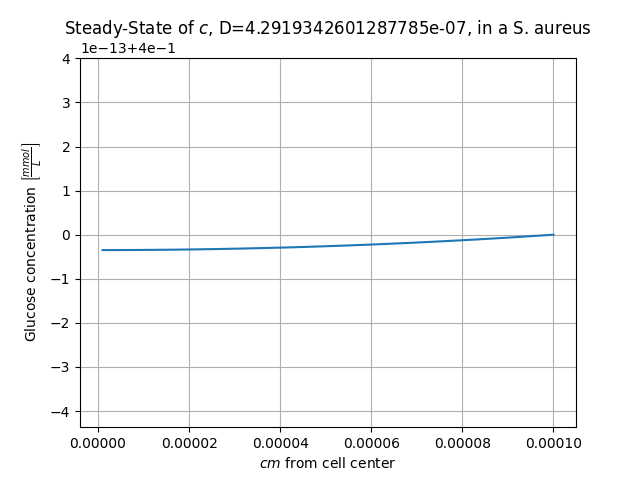 Steady-State of c, D=4.2919342601287785e-07, in a S. aureus
1e−13+4e−1
4
3
2
1
0
−1
−2
−3
−4
Glucose concentration [mmol/L]
0.00000 0.00002 0.00004 0.00006 0.00008 0.00010
cm from cell center